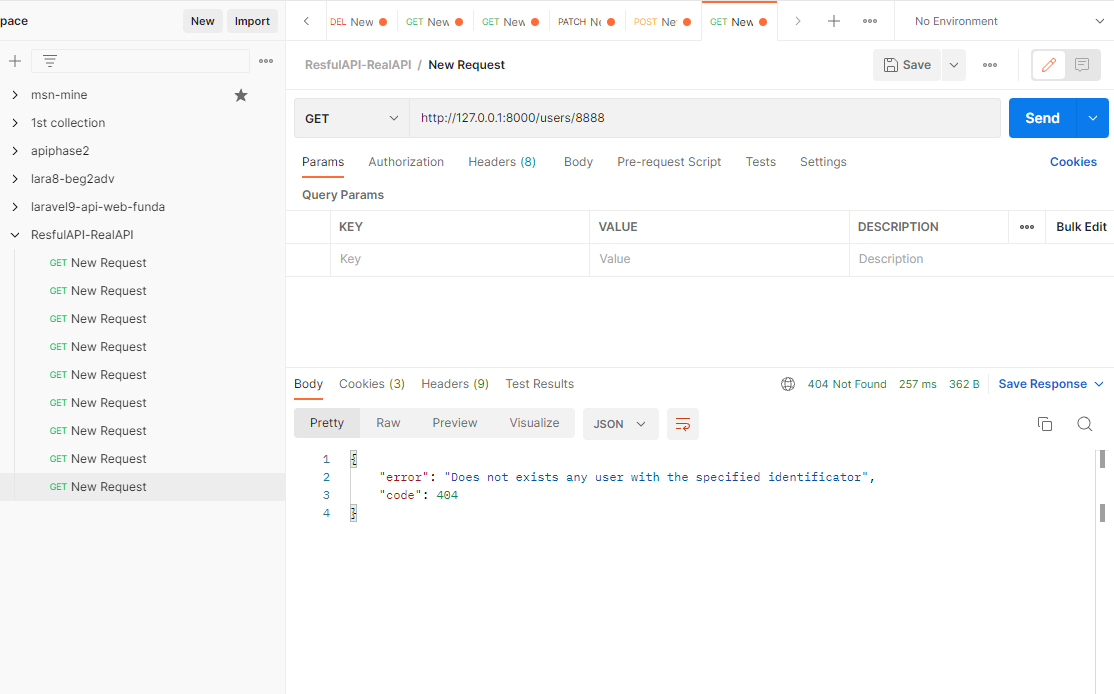 pace New Import
DEL New GET New GET New PATCH Ne POST Ne GET New No Environment
ResfulAPI-RealAPI / New Request Save
msn-mine
1st collection
apiphase2
lara8-beg2adv
laravel9-api-web-funda
ResfulAPI-RealAPI
GET New Request
GET New Request
GET New Request
GET New Request
GET New Request
GET New Request
GET New Request
GET New Request
GET New Request
GET http://127.0.0.1:8000/users/8888 Send
Params Authorization Headers (8) Body Pre-request Script Tests Settings Cookies
Query Params
KEY VALUE DESCRIPTION Bulk Edit
Key Value Description
Body Cookies (3) Headers (9) Test Results 404 Not Found 257 ms 362 B Save Response
Pretty Raw Preview Visualize JSON
1 {
2 "error": "Does not exists any user with the specified identificator",
3 "code": 404
4 }